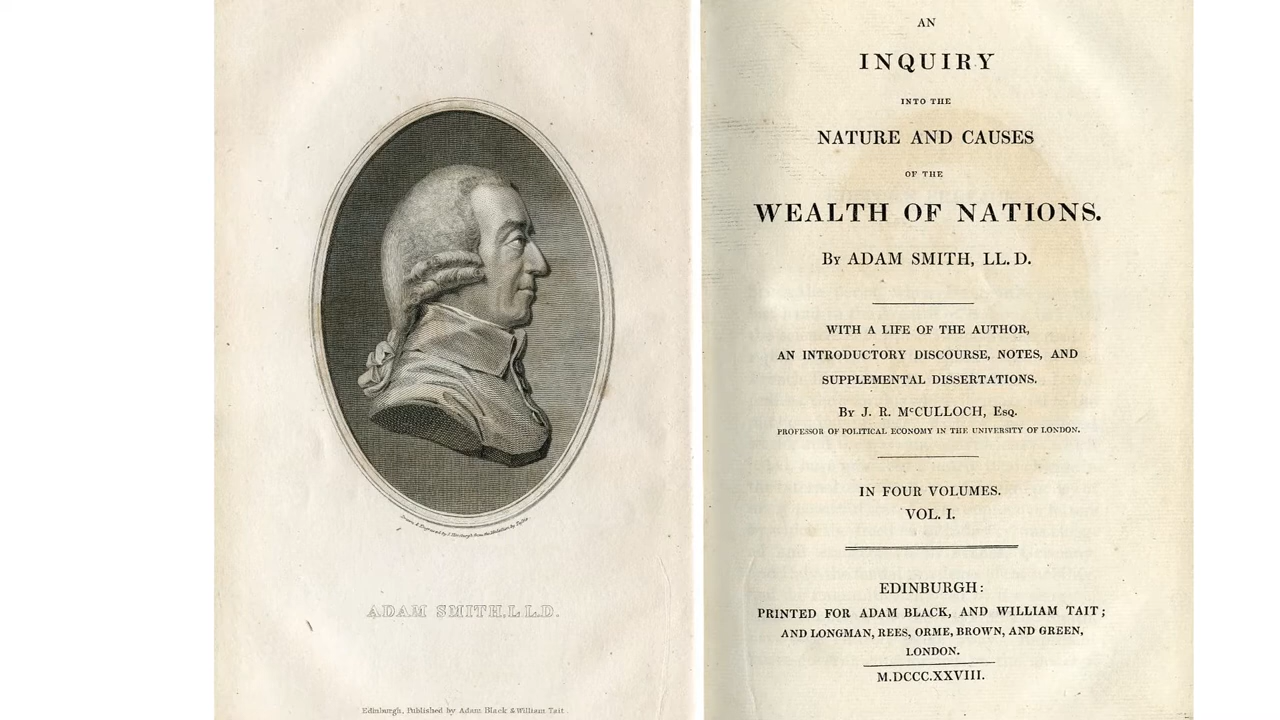 ADAM SMITH, L.L.D.
Edinburgh, Published by Adam Black & William Tait.
AN
INQUIRY
INTO THE
NATURE AND CAUSES
OF THE
WEALTH OF NATIONS.
By ADAM SMITH, LL. D.
WITH A LIFE OF THE AUTHOR,
AN INTRODUCTORY DISCOURSE, NOTES, AND
SUPPLEMENTAL DISSERTATIONS.
By J. R. McCULLOCH, Esq.
PROFESSOR OF POLITICAL ECONOMY IN THE UNIVERSITY OF LONDON.
IN FOUR VOLUMES.
VOL. I.
EDINBURGH:
PRINTED FOR ADAM BLACK, AND WILLIAM TAIT;
AND LONGMAN, REES, ORME, BROWN, AND GREEN,
LONDON.
M.DCCC.XXVIII.